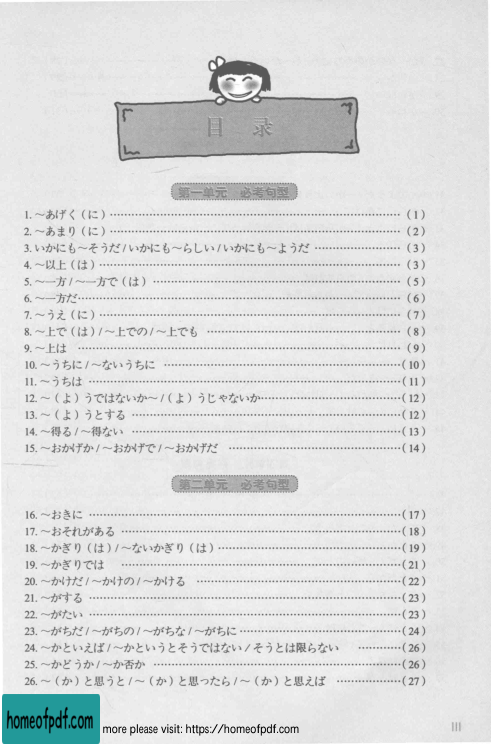 目 录
第一单元 必考句型
1. ～あげく（に）……（1）
2. ～あまり（に）……（2）
3. いかにも～そうだ / いかにも～らしい / いかにも～ようだ……（3）
4. ～以上（は）……（3）
5. ～一方 / ～一方で（は）……（5）
6. ～一方だ……（6）
7. ～うえ（に）……（7）
8. ～上で（は）/ ～上での / ～上でも……（8）
9. ～上は……（9）
10. ～うちに / ～ないうちに……（10）
11. ～うちは……（11）
12. ～（よ）うではないか～ /（よ）うじゃないか……（12）
13. ～（よ）うとする……（12）
14. ～得る / ～得ない……（13）
15. ～おかげか / ～おかげで / ～おかげだ……（14）
第二单元 必考句型
16. ～おきに……（17）
17. ～おそれがある……（18）
18. ～かぎり（は）/ ～ないかぎり（は）……（19）
19. ～かぎりでは……（21）
20. ～かけだ / ～かけの / ～かける……（22）
21. ～がする……（23）
22. ～がたい……（23）
23. ～がちだ / ～がちの / ～がちな / ～がちに……（24）
24. ～かといえば / ～かというとそうではない / そうとは限らない……（26）
25. ～かどうか / ～か否か……（26）
26. ～（か）と思うと / ～（か）と思ったら / ～（か）と思えば……（27）
homeofpdf.com more please visit: https://homeofpdf.com
III